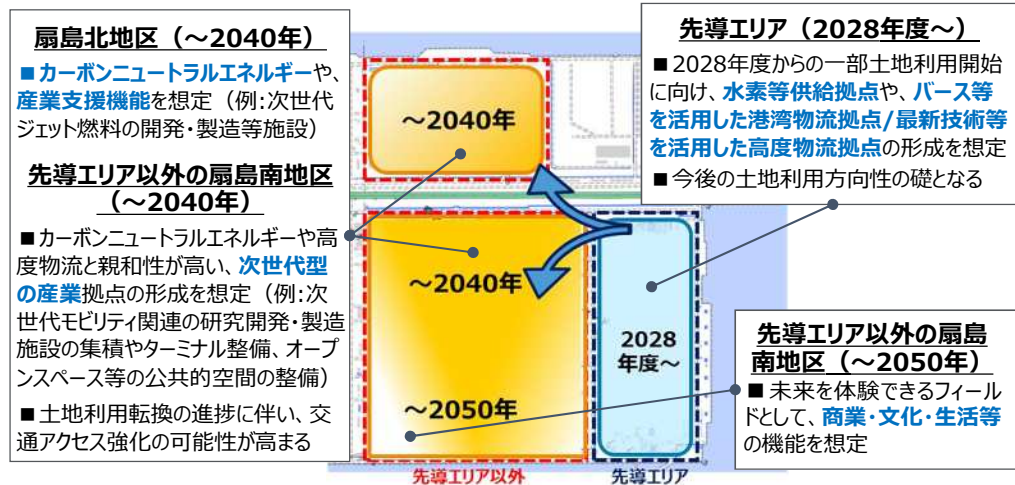 扇島北地区（～2040年）
■カーボンニュートラルエネルギーや、
産業支援機能を想定（例:次世代
ジェット燃料の開発・製造等施設）
先導エリア以外の扇島南地区
（～2040年）
■カーボンニュートラルエネルギーや高
度物流と親和性が高い、次世代型
の産業拠点の形成を想定（例:次
世代モビリティ関連の研究開発・製造
施設の集積やターミナル整備、オープ
ンスペース等の公共的空間の整備）
■土地利用転換の進捗に伴い、交
通アクセス強化の可能性が高まる
～2040年
～2040年
～2050年
2028
年度～
先導エリア以外
先導エリア
先導エリア（2028年度～）
■2028年度からの一部土地利用開始
に向け、水素等供給拠点や、バース等
を活用した港湾物流拠点/最新技術等
を活用した高度物流拠点の形成を想定
■今後の土地利用方向性の礎となる
先導エリア以外の扇島
南地区（～2050年）
■ 未来を体験できるフィール
ドとして、商業・文化・生活等
の機能を想定